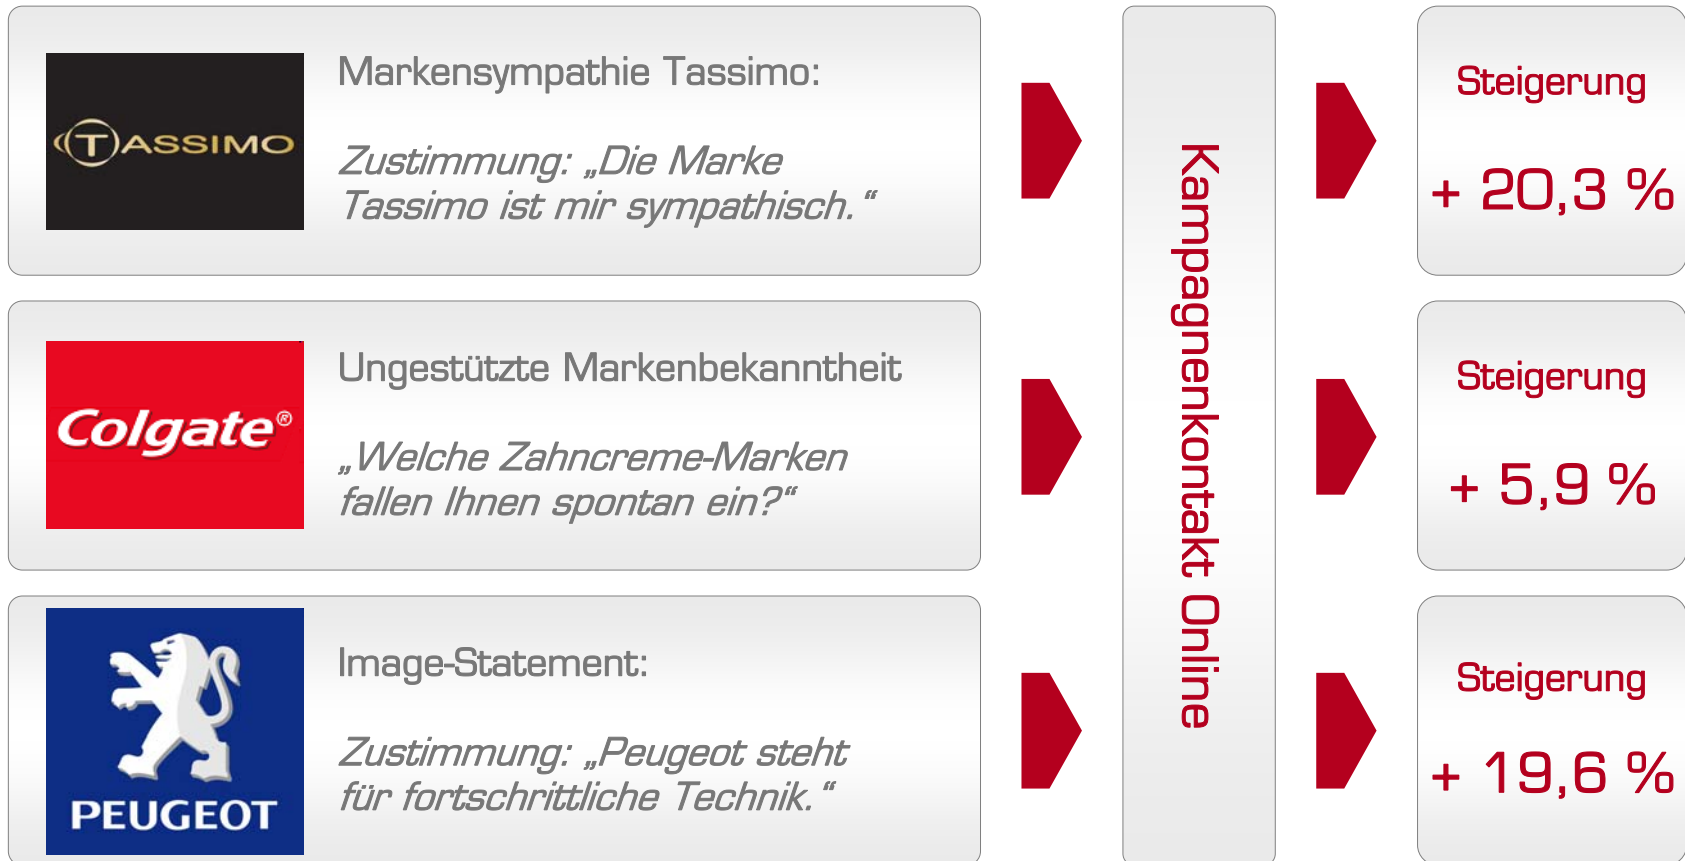 TASSIMO
Markensympathie Tassimo:
Zustimmung: „Die Marke
Tassimo ist mir sympathisch.“
Steigerung
+ 20,3 %
Colgate®
Ungestützte Markenbekanntheit
„Welche Zahncreme-Marken
fallen Ihnen spontan ein?“
Steigerung
+ 5,9 %
PEUGEOT
Image-Statement:
Zustimmung: „Peugeot steht
für fortschrittliche Technik.“
Steigerung
+ 19,6 %
Kampagnenkontakt Online